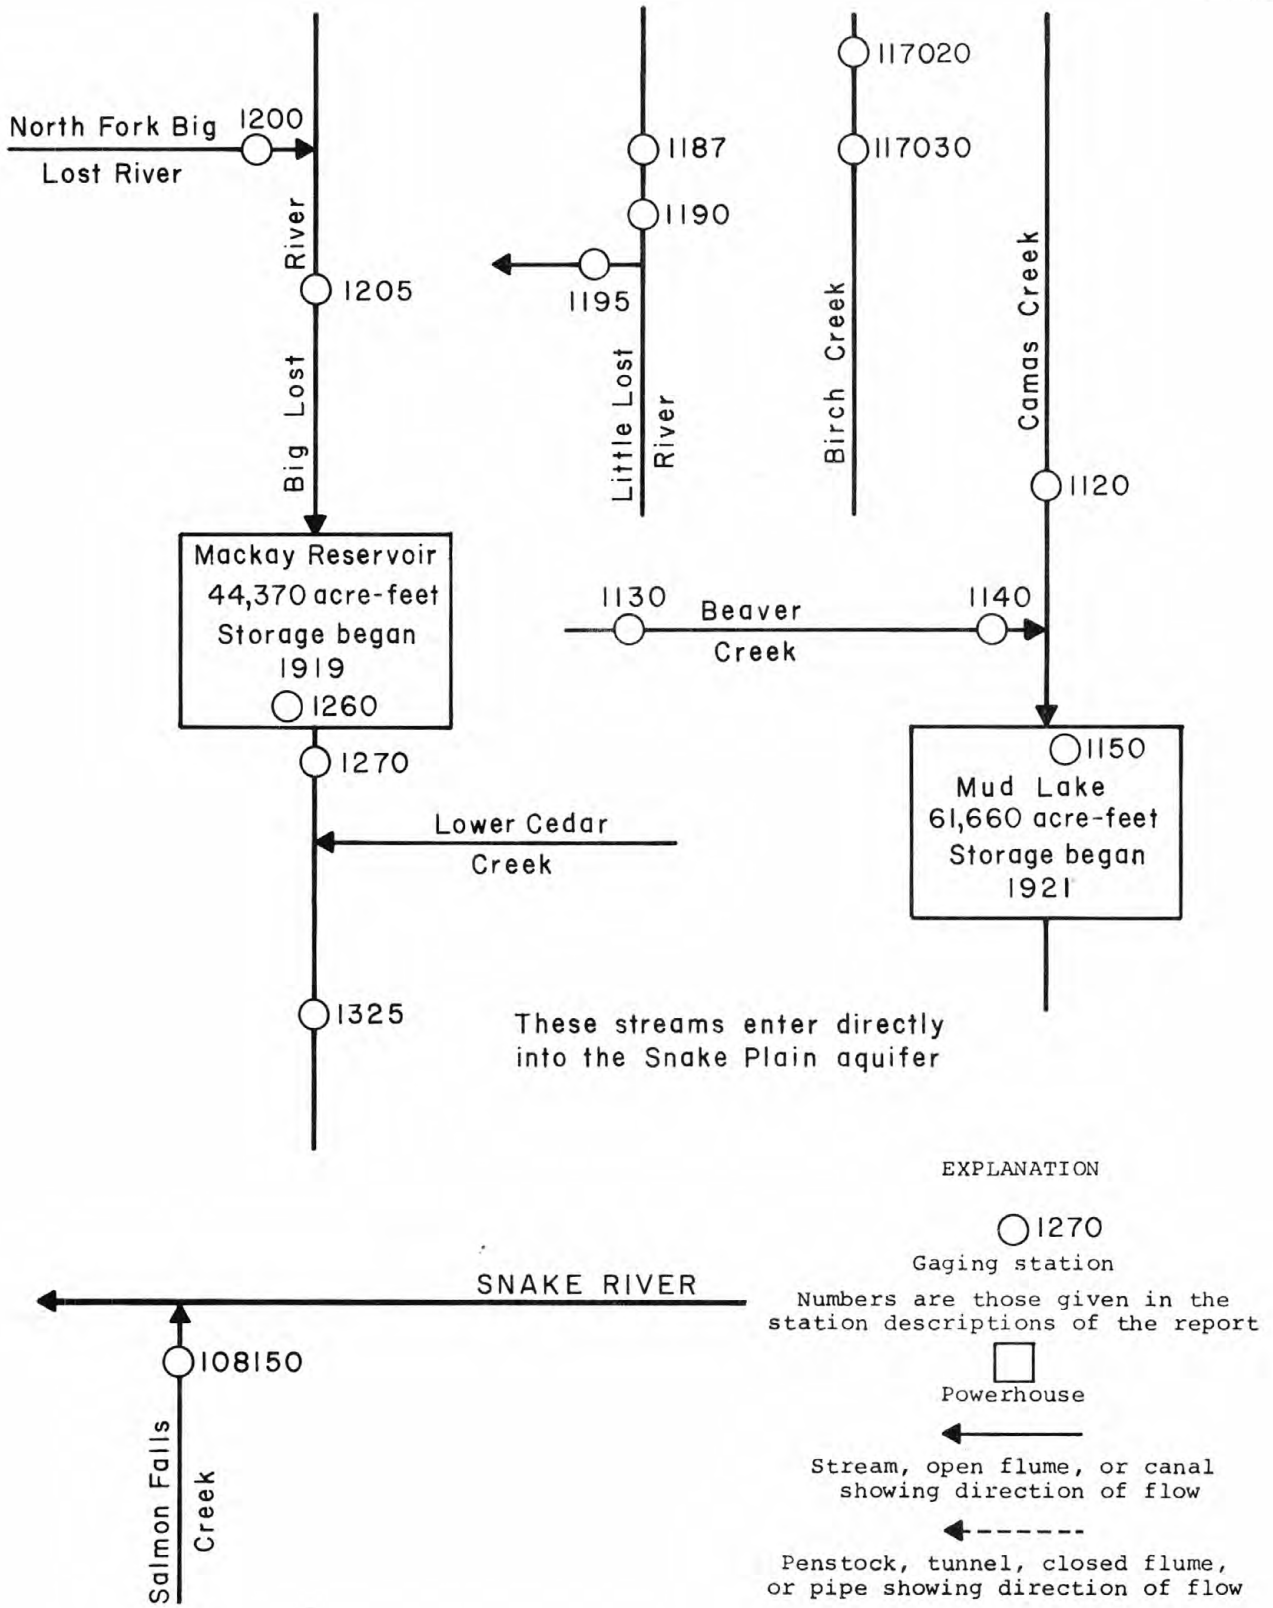 117020
1200
North Fork Big
Lost River
1187
117030
1190
Big Lost River
1205
1195
Little Lost
River
Birch Creek
Camas Creek
1120
Mackay Reservoir
44,370 acre-feet
Storage began
1919
1260
1130
Beaver
Creek
1140
1270
1150
Mud Lake
61,660 acre-feet
Storage began
1921
Lower Cedar
Creek
1325
These streams enter directly
into the Snake Plain aquifer
SNAKE RIVER
108150
Salmon Falls
Creek
EXPLANATION
1270
Gaging station
Numbers are those given in the
station descriptions of the report
Powerhouse
Stream, open flume, or canal
showing direction of flow
Penstock, tunnel, closed flume,
or pipe showing direction of flow